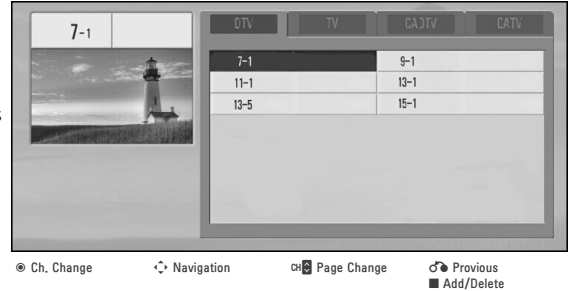 7-1
DTV TV CADTV CATV
7-1 9-1
11-1 13-1
13-5 15-1
Ch. Change Navigation CH Page Change Provious
Add/Delete